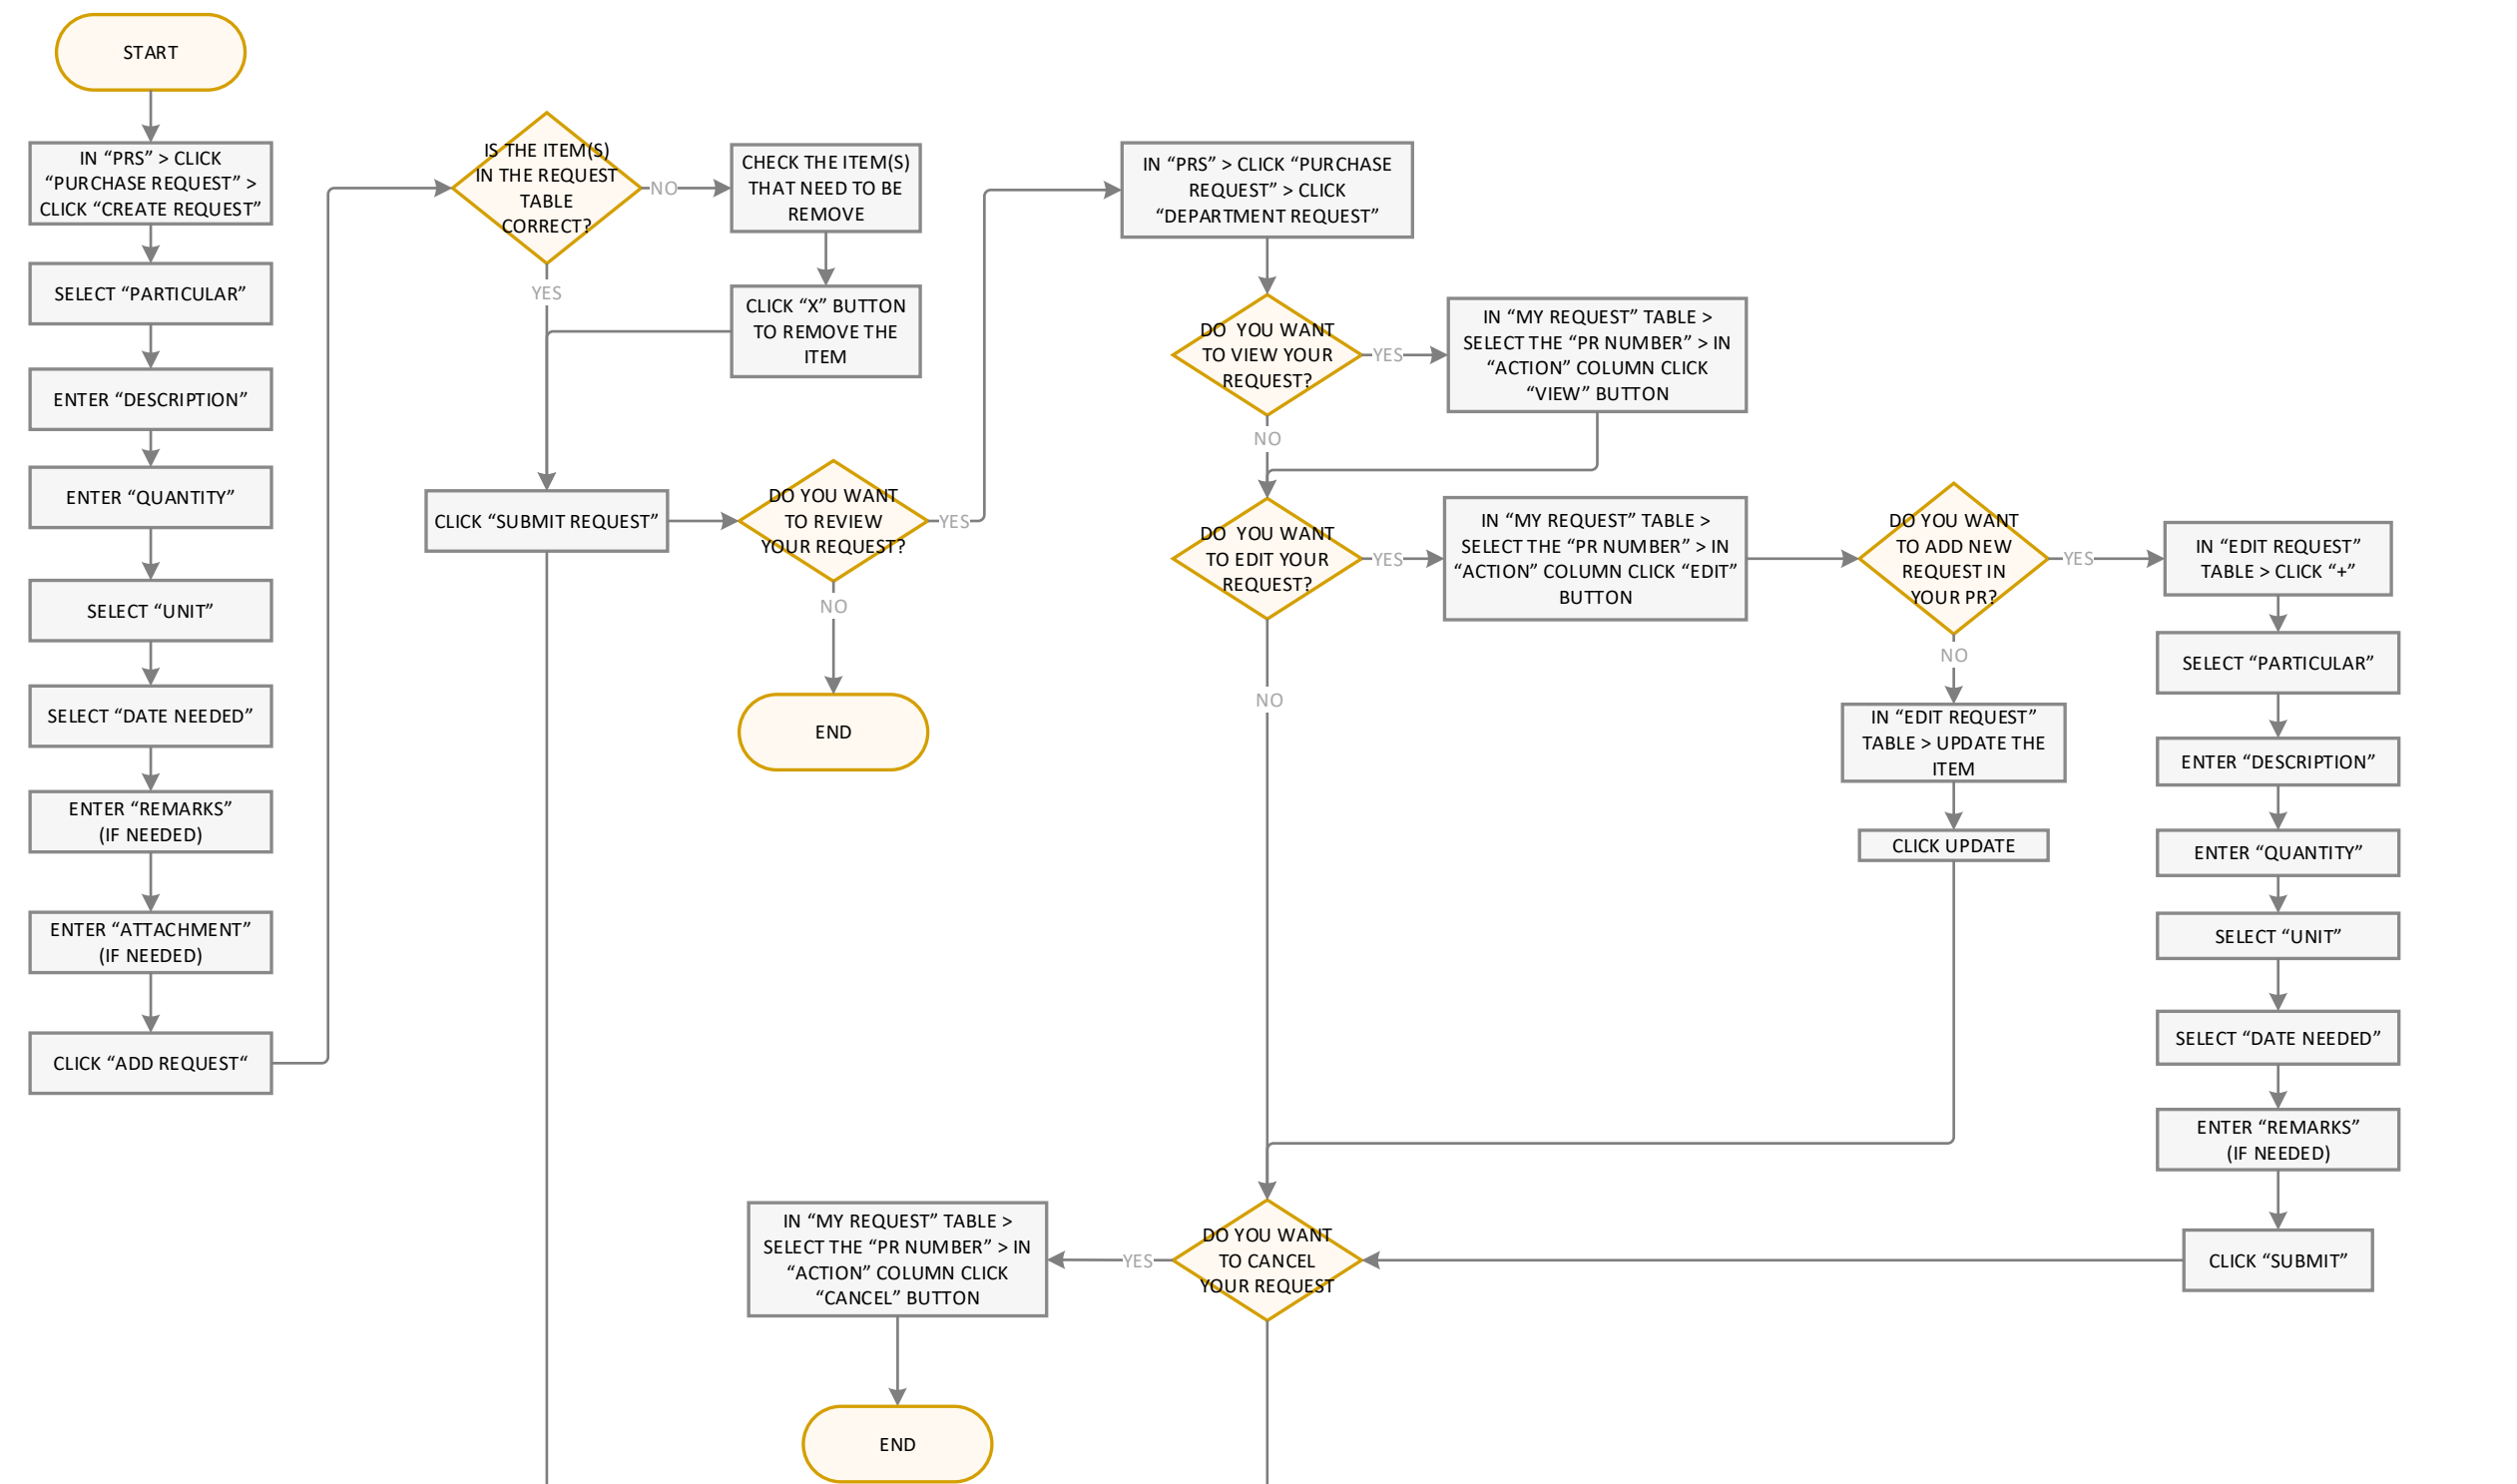 START
IN “PRS” > CLICK
“PURCHASE REQUEST” >
CLICK “CREATE REQUEST”
SELECT “PARTICULAR”
ENTER “DESCRIPTION”
ENTER “QUANTITY”
SELECT “UNIT”
SELECT “DATE NEEDED”
ENTER “REMARKS”
(IF NEEDED)
ENTER “ATTACHMENT”
(IF NEEDED)
CLICK “ADD REQUEST“
IS THE ITEM(S)
IN THE REQUEST
TABLE
CORRECT?
NO
YES
CHECK THE ITEM(S)
THAT NEED TO BE
REMOVE
CLICK “X” BUTTON
TO REMOVE THE
ITEM
CLICK “SUBMIT REQUEST”
DO YOU WANT
TO REVIEW
YOUR REQUEST?
YES
NO
END
IN “PRS” > CLICK “PURCHASE
REQUEST” > CLICK
“DEPARTMENT REQUEST”
DO  YOU WANT
TO VIEW YOUR
REQUEST?
YES
NO
IN “MY REQUEST” TABLE >
SELECT THE “PR NUMBER” > IN
“ACTION” COLUMN CLICK
“VIEW” BUTTON
DO  YOU WANT
TO EDIT YOUR
REQUEST?
YES
NO
IN “MY REQUEST” TABLE >
SELECT THE “PR NUMBER” > IN
“ACTION” COLUMN CLICK “EDIT”
BUTTON
DO YOU WANT
TO ADD NEW
REQUEST IN
YOUR PR?
YES
NO
IN “EDIT REQUEST”
TABLE > UPDATE THE
ITEM
CLICK UPDATE
IN “EDIT REQUEST”
TABLE > CLICK “+”
SELECT “PARTICULAR”
ENTER “DESCRIPTION”
ENTER “QUANTITY”
SELECT “UNIT”
SELECT “DATE NEEDED”
ENTER “REMARKS”
(IF NEEDED)
CLICK “SUBMIT”
DO YOU WANT
TO CANCEL
YOUR REQUEST
YES
IN “MY REQUEST” TABLE >
SELECT THE “PR NUMBER” > IN
“ACTION” COLUMN CLICK
“CANCEL” BUTTON
END